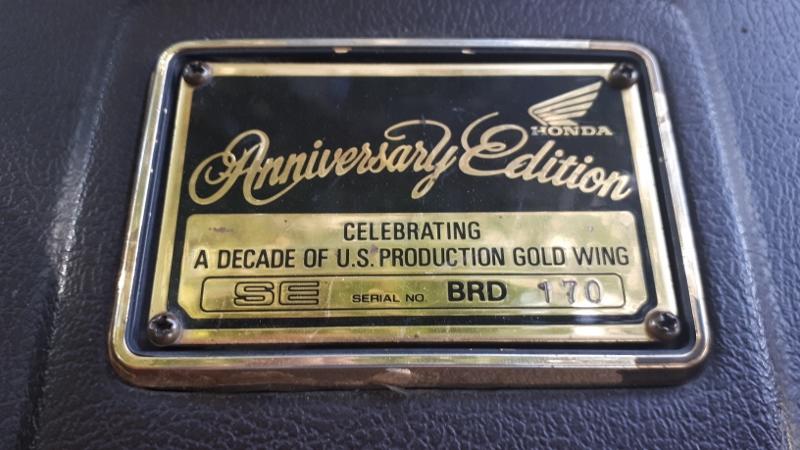 HONDA
Anniversary Edition
CELEBRATING
A DECADE OF U.S. PRODUCTION GOLD WING
SE SERIAL NO. BRD 170